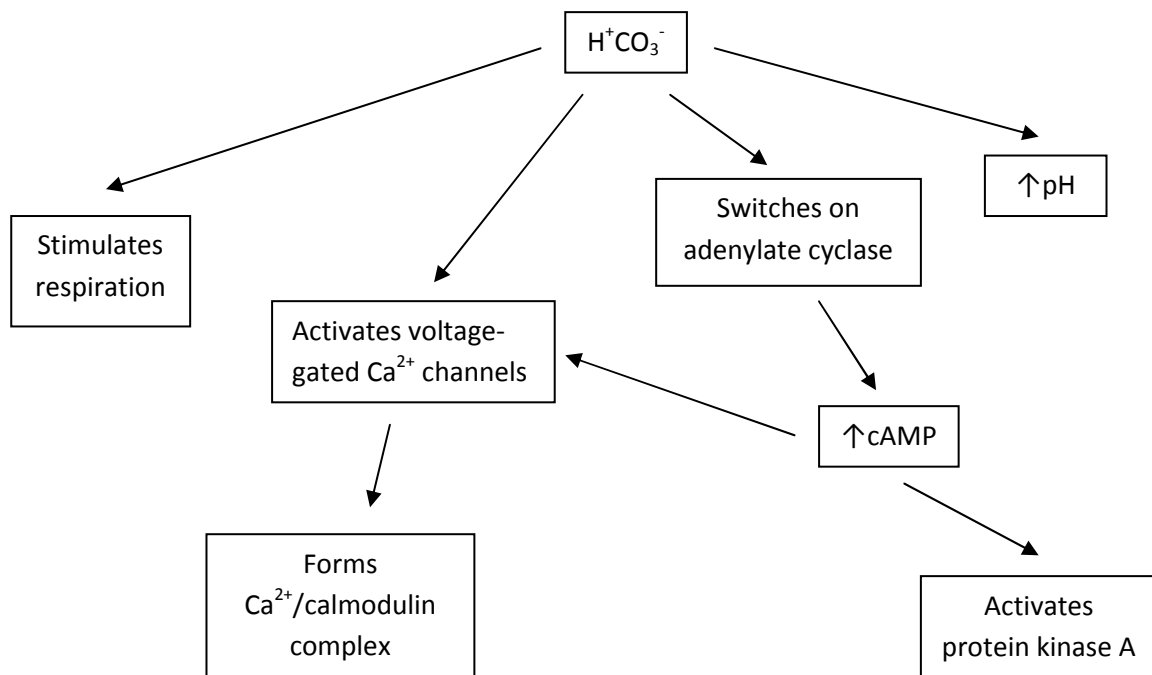 H⁺CO₃⁻
↑pH
Switches on
adenylate cyclase
Stimulates
respiration
Activates voltage-
gated Ca²⁺ channels
↑cAMP
Forms
Ca²⁺/calmodulin
complex
Activates
protein kinase A